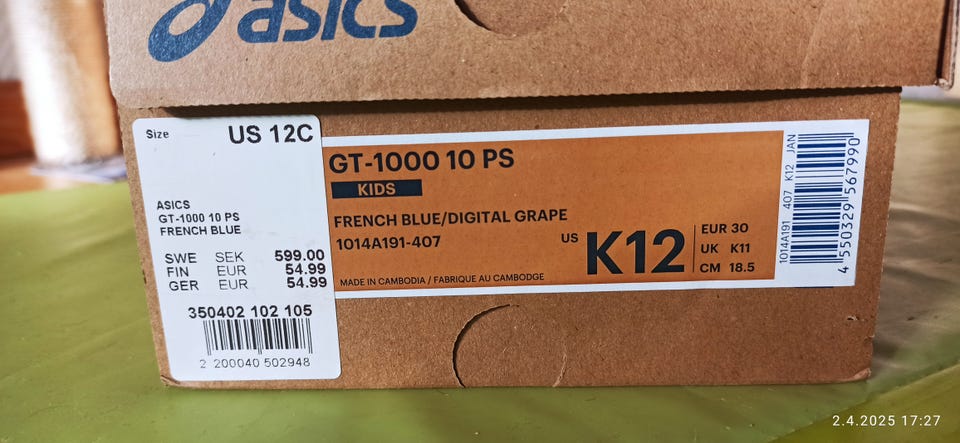 asics
Size US 12C
ASICS
GT-1000 10 PS
FRENCH BLUE
SWE SEK 599.00
FIN EUR 54.99
GER EUR 54.99
350402 102 105
2 200040 502948
GT-1000 10 PS
KIDS
FRENCH BLUE/DIGITAL GRAPE
1014A191-407
MADE IN CAMBODIA / FABRIQUE AU CAMBODGE
US K12
EUR 30
UK K11
CM 18.5
1014A191 407 K12 JAN
4 550329 567990
2.4.2025 17:27